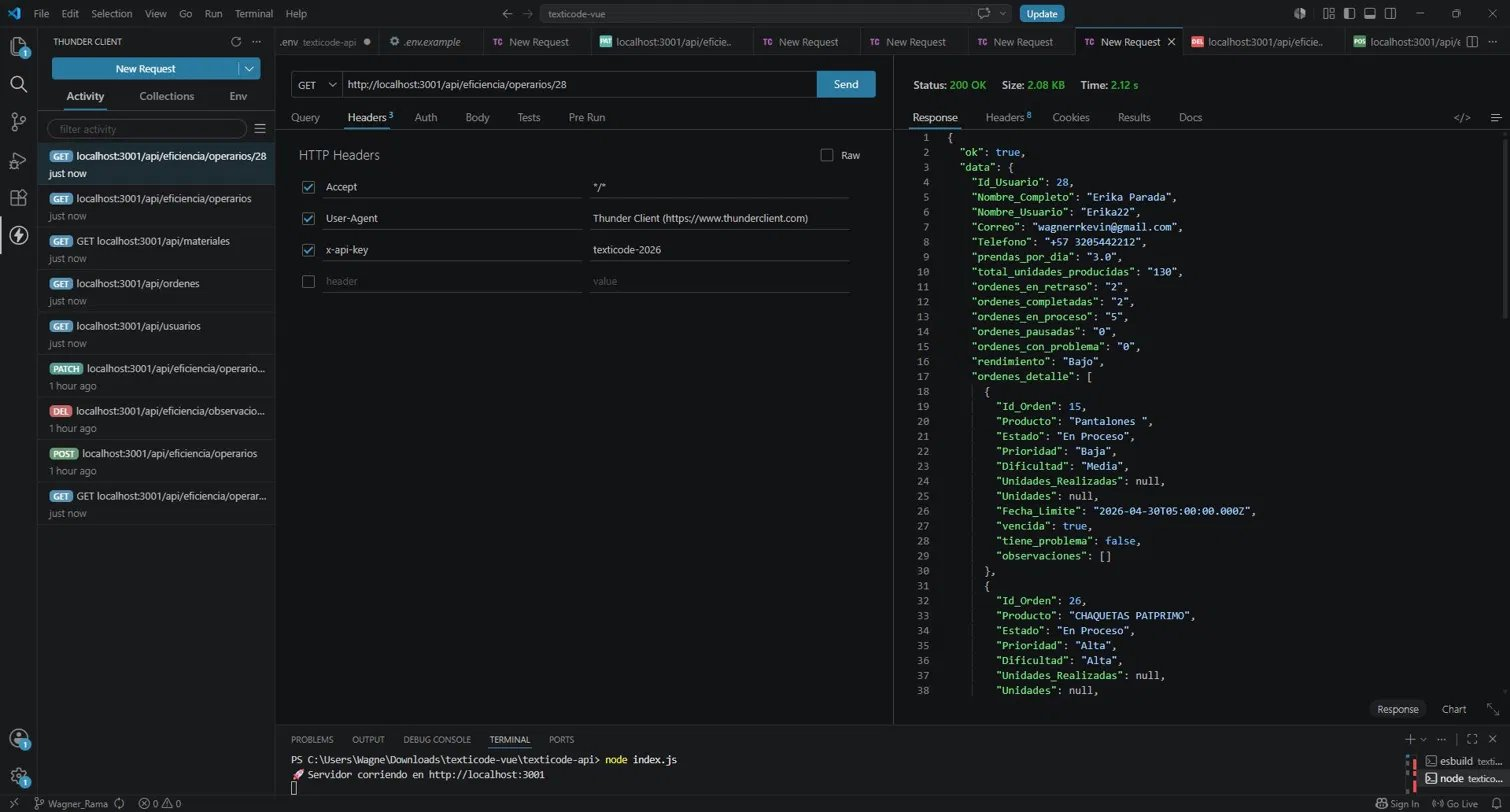 File Edit Selection View Go Run Terminal Help
texticode-vue
Update
THUNDER CLIENT
.env texticode-api
.env.example
TC New Request
PAT localhost:3001/api/eficie..
TC New Request
TC New Request
TC New Request
TC New Request
DEL localhost:3001/api/eficie..
POS localhost:3001/api/e
New Request
Activity Collections Env
filter activity
GET localhost:3001/api/eficiencia/operarios/28
just now
GET localhost:3001/api/eficiencia/operarios
just now
GET GET localhost:3001/api/materiales
just now
GET localhost:3001/api/ordenes
just now
GET localhost:3001/api/usuarios
just now
PATCH localhost:3001/api/eficiencia/operario...
1 hour ago
DEL localhost:3001/api/eficiencia/observacio...
1 hour ago
POST localhost:3001/api/eficiencia/operarios
1 hour ago
GET GET localhost:3001/api/eficiencia/operar...
just now
GET http://localhost:3001/api/eficiencia/operarios/28 Send
Query Headers 3 Auth Body Tests Pre Run
HTTP Headers Raw
Accept */*
User-Agent Thunder Client (https://www.thunderclient.com)
x-api-key texticode-2026
header value
Status: 200 OK Size: 2.08 KB Time: 2.12 s
Response Headers 8 Cookies Results Docs </>
1 {
2 "ok": true,
3 "data": {
4 "Id_Usuario": 28,
5 "Nombre_Completo": "Erika Parada",
6 "Nombre_Usuario": "Erika22",
7 "Correo": "wagnerrkevin@gmail.com",
8 "Telefono": "+57 3205442212",
9 "prendas_por_dia": "3.0",
10 "total_unidades_producidas": "130",
11 "ordenes_en_retraso": "2",
12 "ordenes_completadas": "2",
13 "ordenes_en_proceso": "5",
14 "ordenes_pausadas": "0",
15 "ordenes_con_problema": "0",
16 "rendimiento": "Bajo",
17 "ordenes_detalle": [
18 {
19 "Id_Orden": 15,
20 "Producto": "Pantalones ",
21 "Estado": "En Proceso",
22 "Prioridad": "Baja",
23 "Dificultad": "Media",
24 "Unidades_Realizadas": null,
25 "Unidades": null,
26 "Fecha_Limite": "2026-04-30T05:00:00.000Z",
27 "vencida": true,
28 "tiene_problema": false,
29 "observaciones": []
30 },
31 {
32 "Id_Orden": 26,
33 "Producto": "CHAQUETAS PATPRIMO",
34 "Estado": "En Proceso",
35 "Prioridad": "Alta",
36 "Dificultad": "Alta",
37 "Unidades_Realizadas": null,
38 "Unidades": null,
Response Chart
PROBLEMS OUTPUT DEBUG CONSOLE TERMINAL PORTS
PS C:\Users\Wagne\Downloads\texticode-vue\texticode-api> node index.js
🚀 Servidor corriendo en http://localhost:3001
esbuild texti...
node textico...
Wagner_Rama 0 0 Sign In Go Live